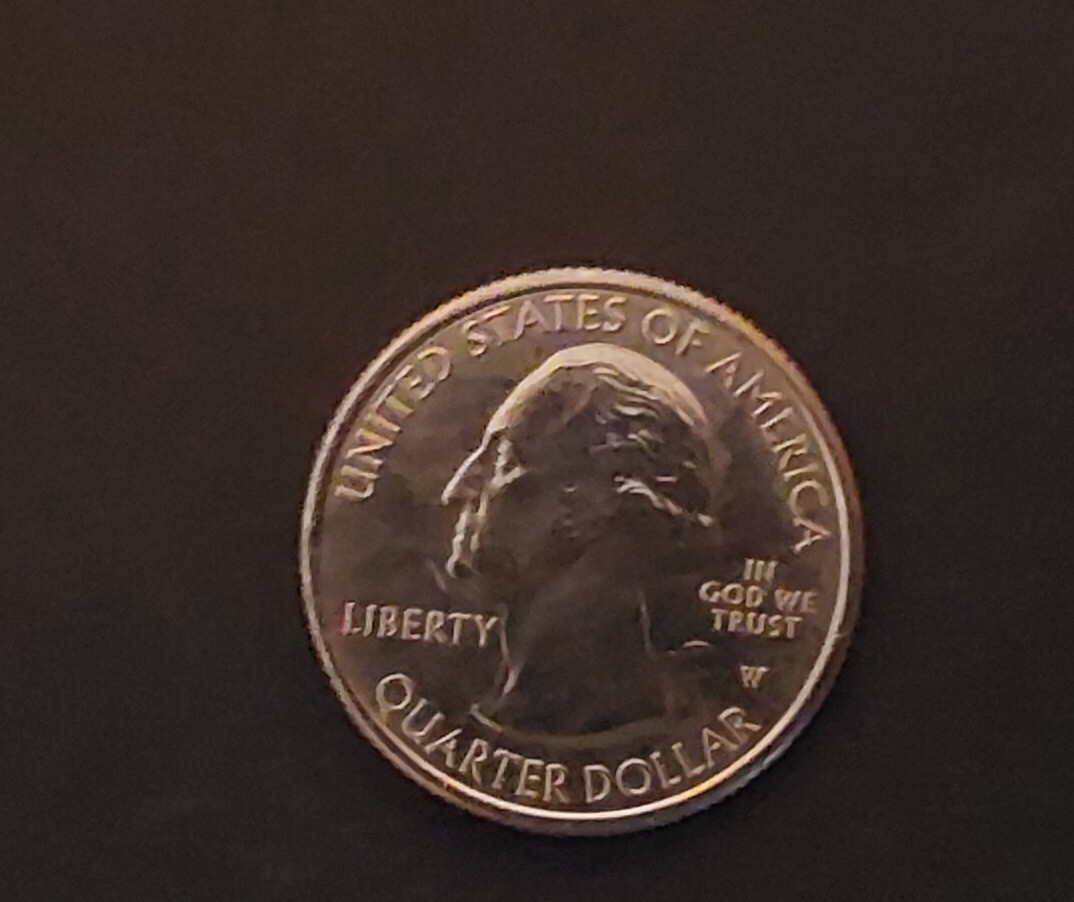 UNITED STATES OF AMERICA
LIBERTY
IN
GOD WE
TRUST
W
QUARTER DOLLAR